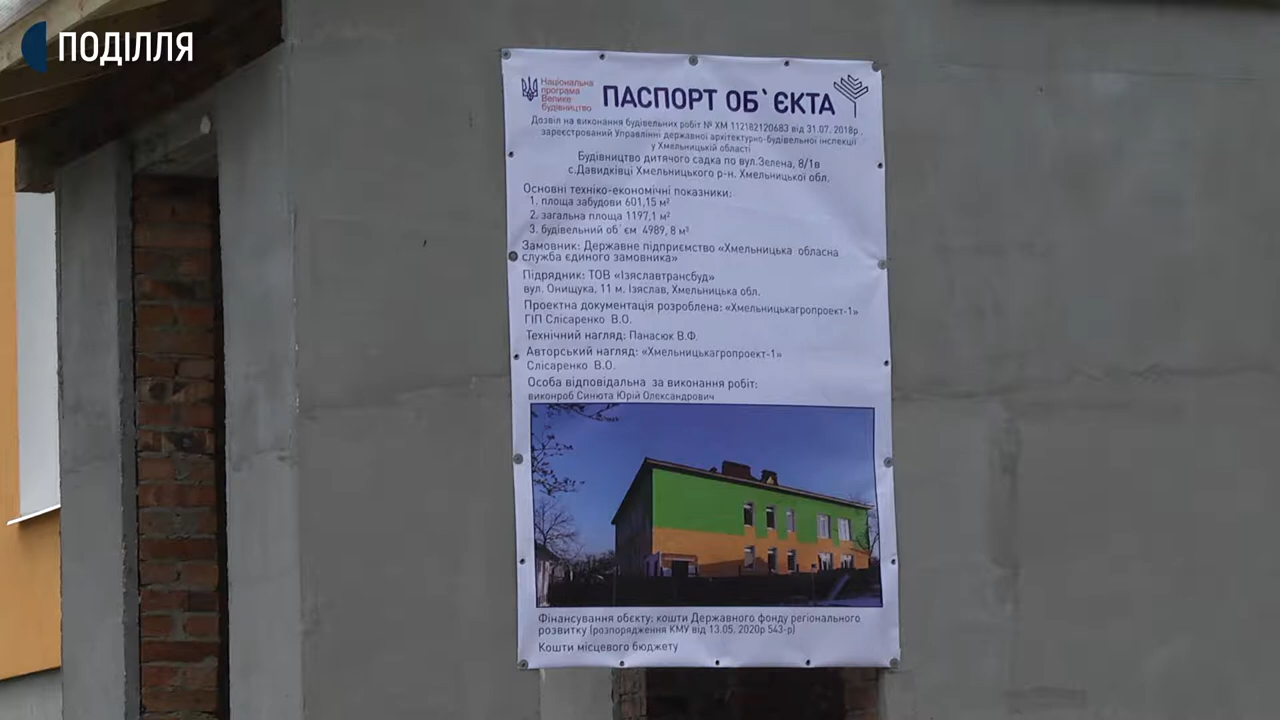 ПОДІЛЛЯ
Національна
програма
Велике
будівництво
ПАСПОРТ ОБ`ЄКТА
Дозвіл на виконання будівельних робіт № ХМ 112182120683 від 31.07. 2018р ,
зареєстрований Управлінні державної архітектурно-будівельної інспекції
у Хмельницькій області
Будівництво дитячого садка по вул.Зелена, 8/1в
с.Давидківці Хмельницького р-н. Хмельницької обл.
Основні техніко-економічні показники:
1. площа забудови 601,15 м²
2. загальна площа 1197,1 м²
3. будівельний об`єм 4989, 8 м³
Замовник: Державне підприємство «Хмельницька обласна
служба єдиного замовника»
Підрядник: ТОВ «Ізяславтрансбуд»
вул. Онищука, 11 м. Ізяслав, Хмельницька обл.
Проектна документація розроблена: «Хмельницькагропроект-1»
ГІП Слісаренко В.О.
Технічний нагляд: Панасюк В.Ф.
Авторський нагляд: «Хмельницькагропроект-1»
Слісаренко В.О.
Особа відповідальна за виконання робіт:
виконроб Синюта Юрій Олександрович
Фінансування обєкту: кошти Державного фонду регіонального
розвитку (розпорядження КМУ від 13.05. 2020р 543-р)
Кошти місцевого бюджету